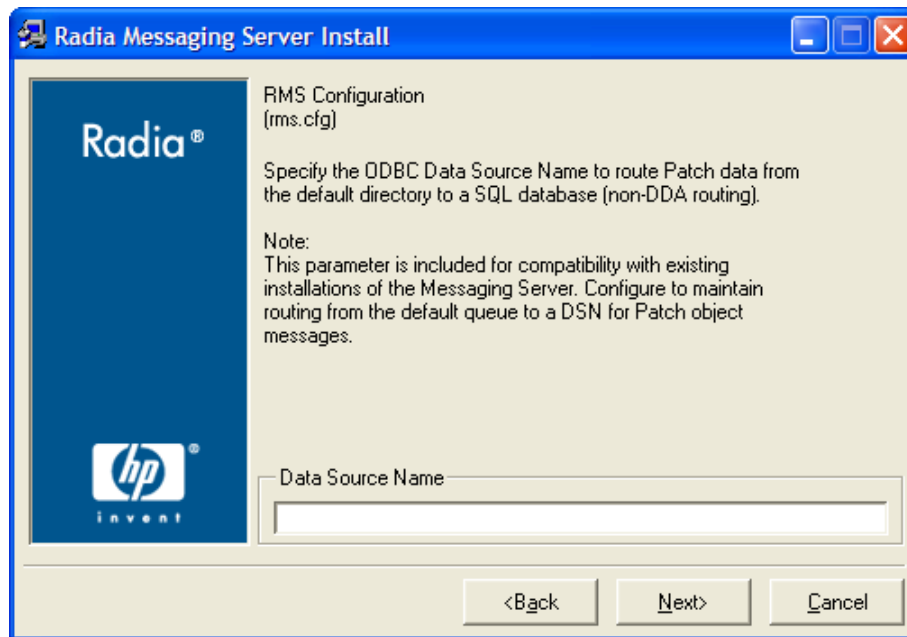 Radia Messaging Server Install
Radia®
RMS Configuration
(rms.cfg)
Specify the ODBC Data Source Name to route Patch data from
the default directory to a SQL database (non-DDA routing).
Note:
This parameter is included for compatibility with existing
installations of the Messaging Server. Configure to maintain
routing from the default queue to a DSN for Patch object
messages.
hp®
invent
Data Source Name
<Back
Next>
Cancel